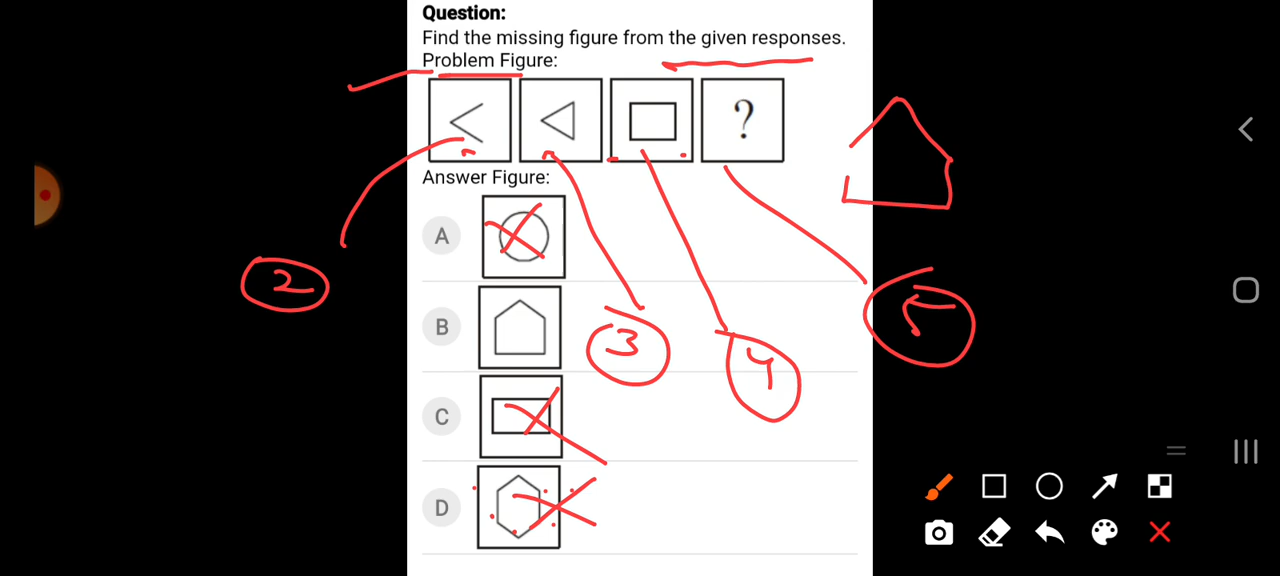 Question:
Find the missing figure from the given responses.
Problem Figure:
?
Answer Figure:
A
B
C
D
2
3
4
5